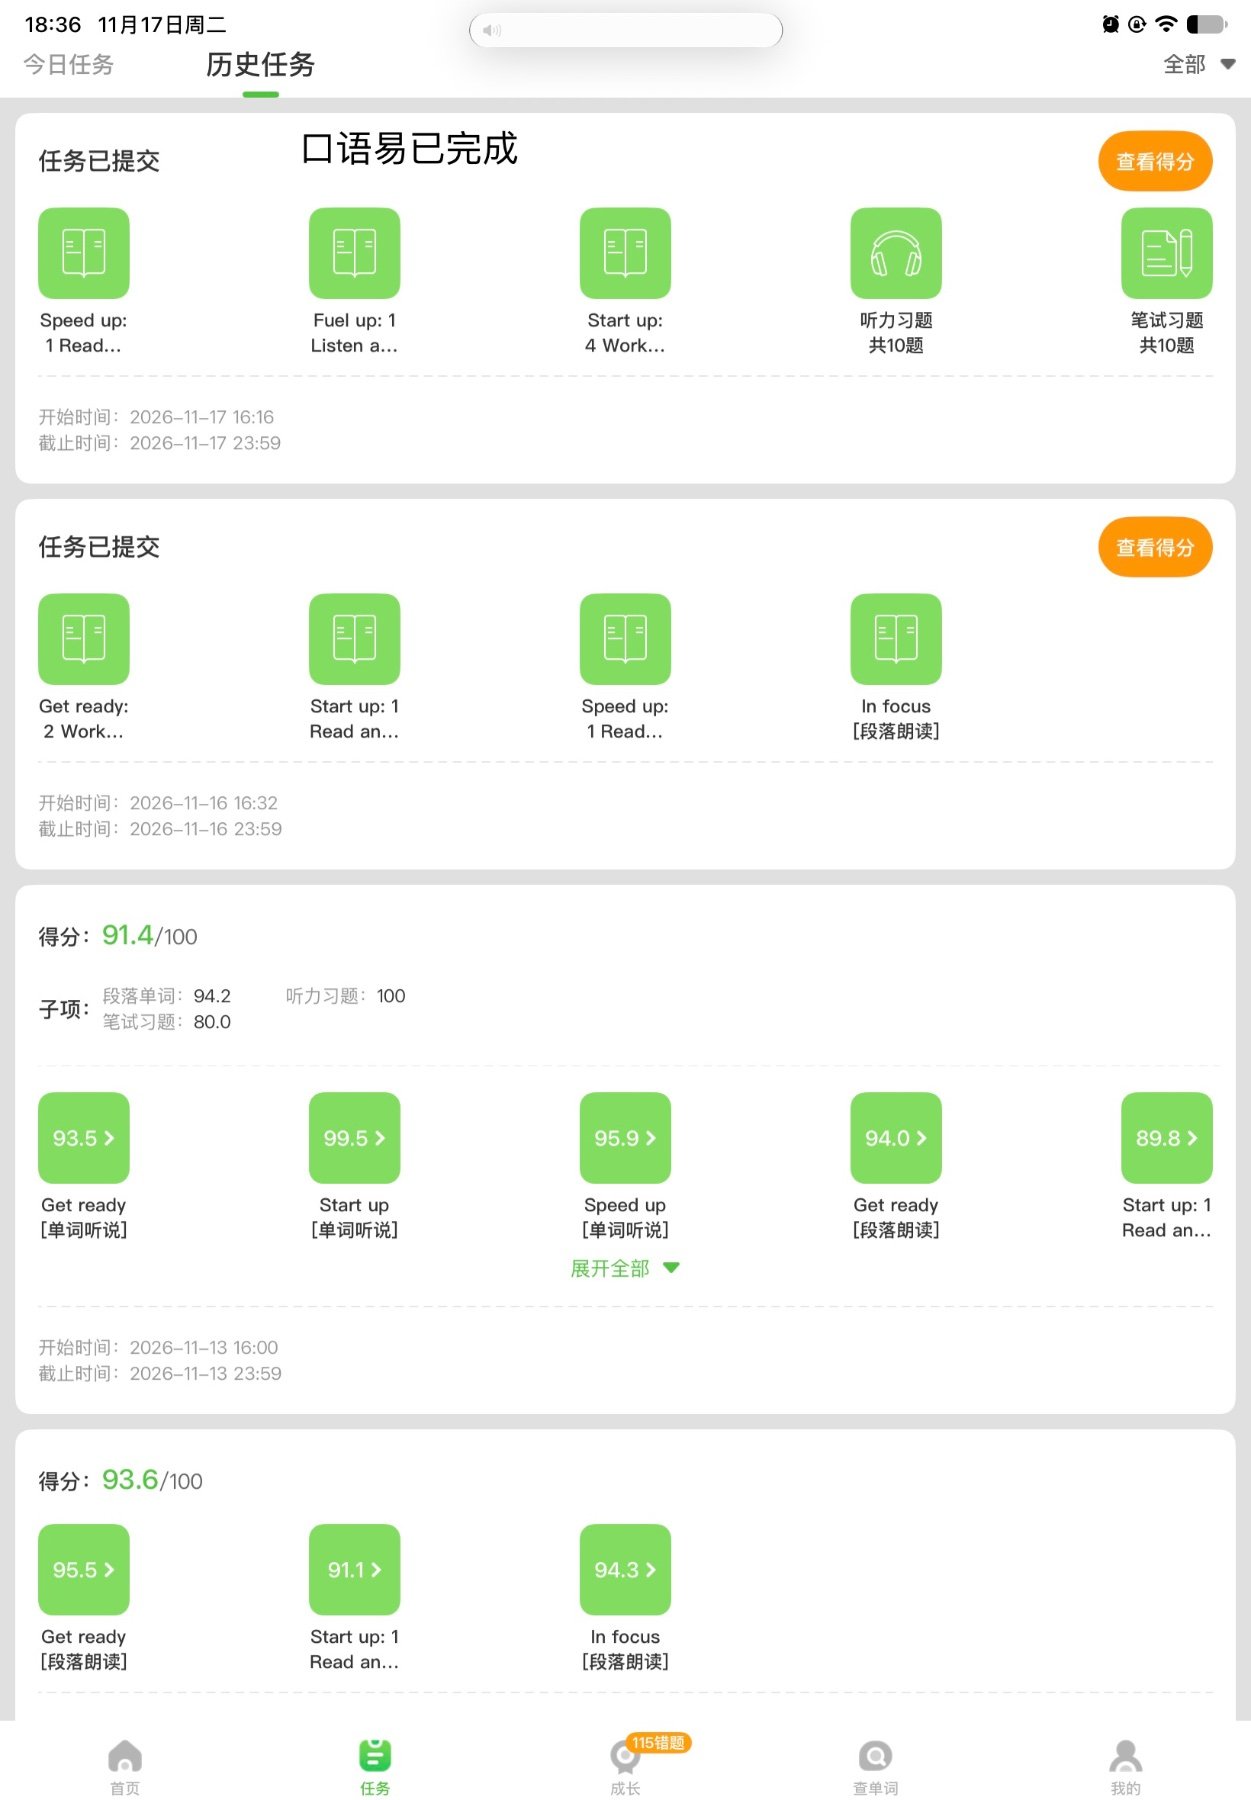 18:36 11月17日周二
今日任务 历史任务 全部
口语易已完成
任务已提交 查看得分
Speed up: 1 Read...
Fuel up: 1 Listen a...
Start up: 4 Work...
听力习题 共10题
笔试习题 共10题
开始时间：2026-11-17 16:16
截止时间：2026-11-17 23:59
任务已提交 查看得分
Get ready: 2 Work...
Start up: 1 Read an...
Speed up: 1 Read...
In focus [段落朗读]
开始时间：2026-11-16 16:32
截止时间：2026-11-16 23:59
得分：91.4/100
子项：
段落单词：94.2 听力习题：100
笔试习题：80.0
93.5 99.5 95.9 94.0 89.8
Get ready [单词听说]
Start up [单词听说]
Speed up [单词听说]
Get ready [段落朗读]
Start up: 1 Read an...
展开全部
开始时间：2026-11-13 16:00
截止时间：2026-11-13 23:59
得分：93.6/100
95.5 91.1 94.3
Get ready [段落朗读]
Start up: 1 Read an...
In focus [段落朗读]
115错题
首页 任务 成长 查单词 我的